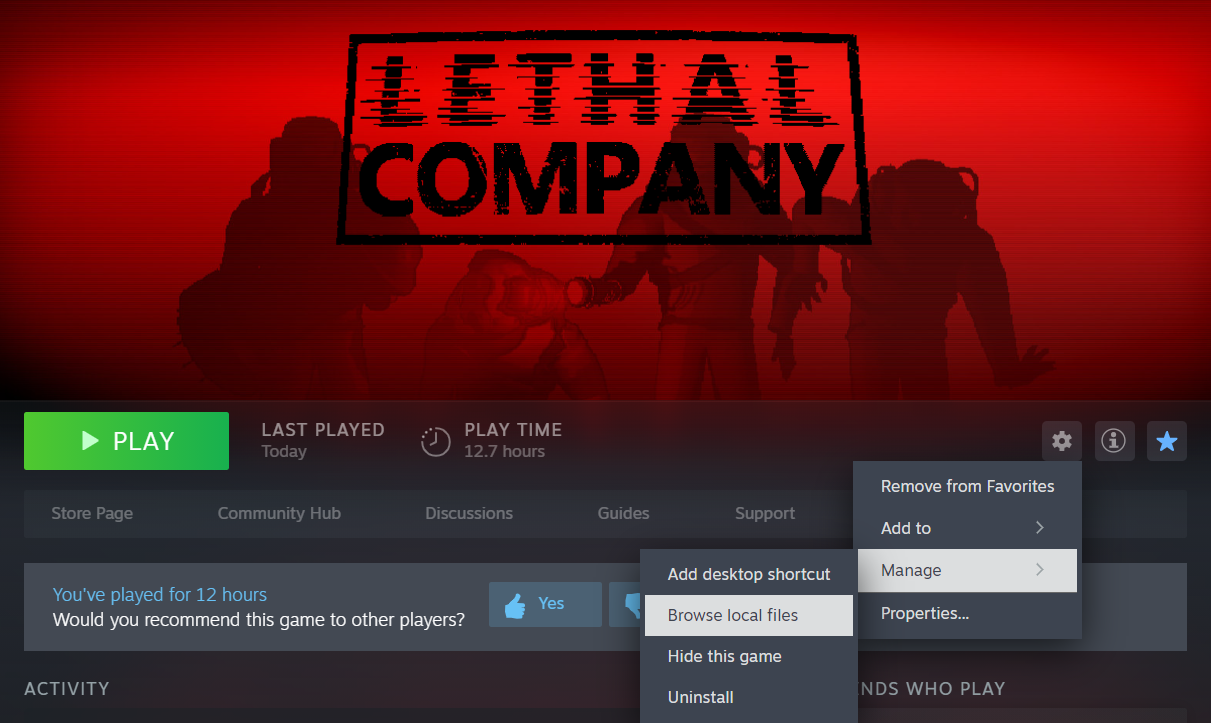 LETHAL
COMPANY
PLAY
LAST PLAYED
Today
PLAY TIME
12.7 hours
Remove from Favorites
Add to
Manage
Properties...
Store Page
Community Hub
Discussions
Guides
Support
You've played for 12 hours
Would you recommend this game to other players?
Yes
Add desktop shortcut
Browse local files
Hide this game
Uninstall
ACTIVITY
ENDS WHO PLAY